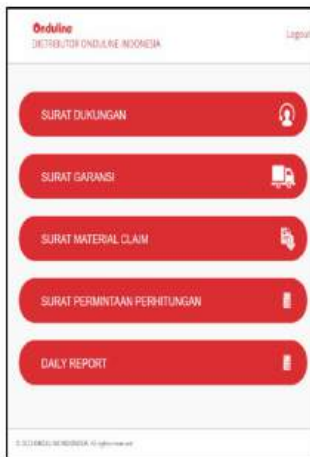 Onduline
DISTRIBUTOR ONDULINE INDONESIA
Logout
SURAT DUKUNGAN
SURAT GARANSI
SURAT MATERIAL CLAIM
SURAT PERMINTAAN PERHITUNGAN
DAILY REPORT